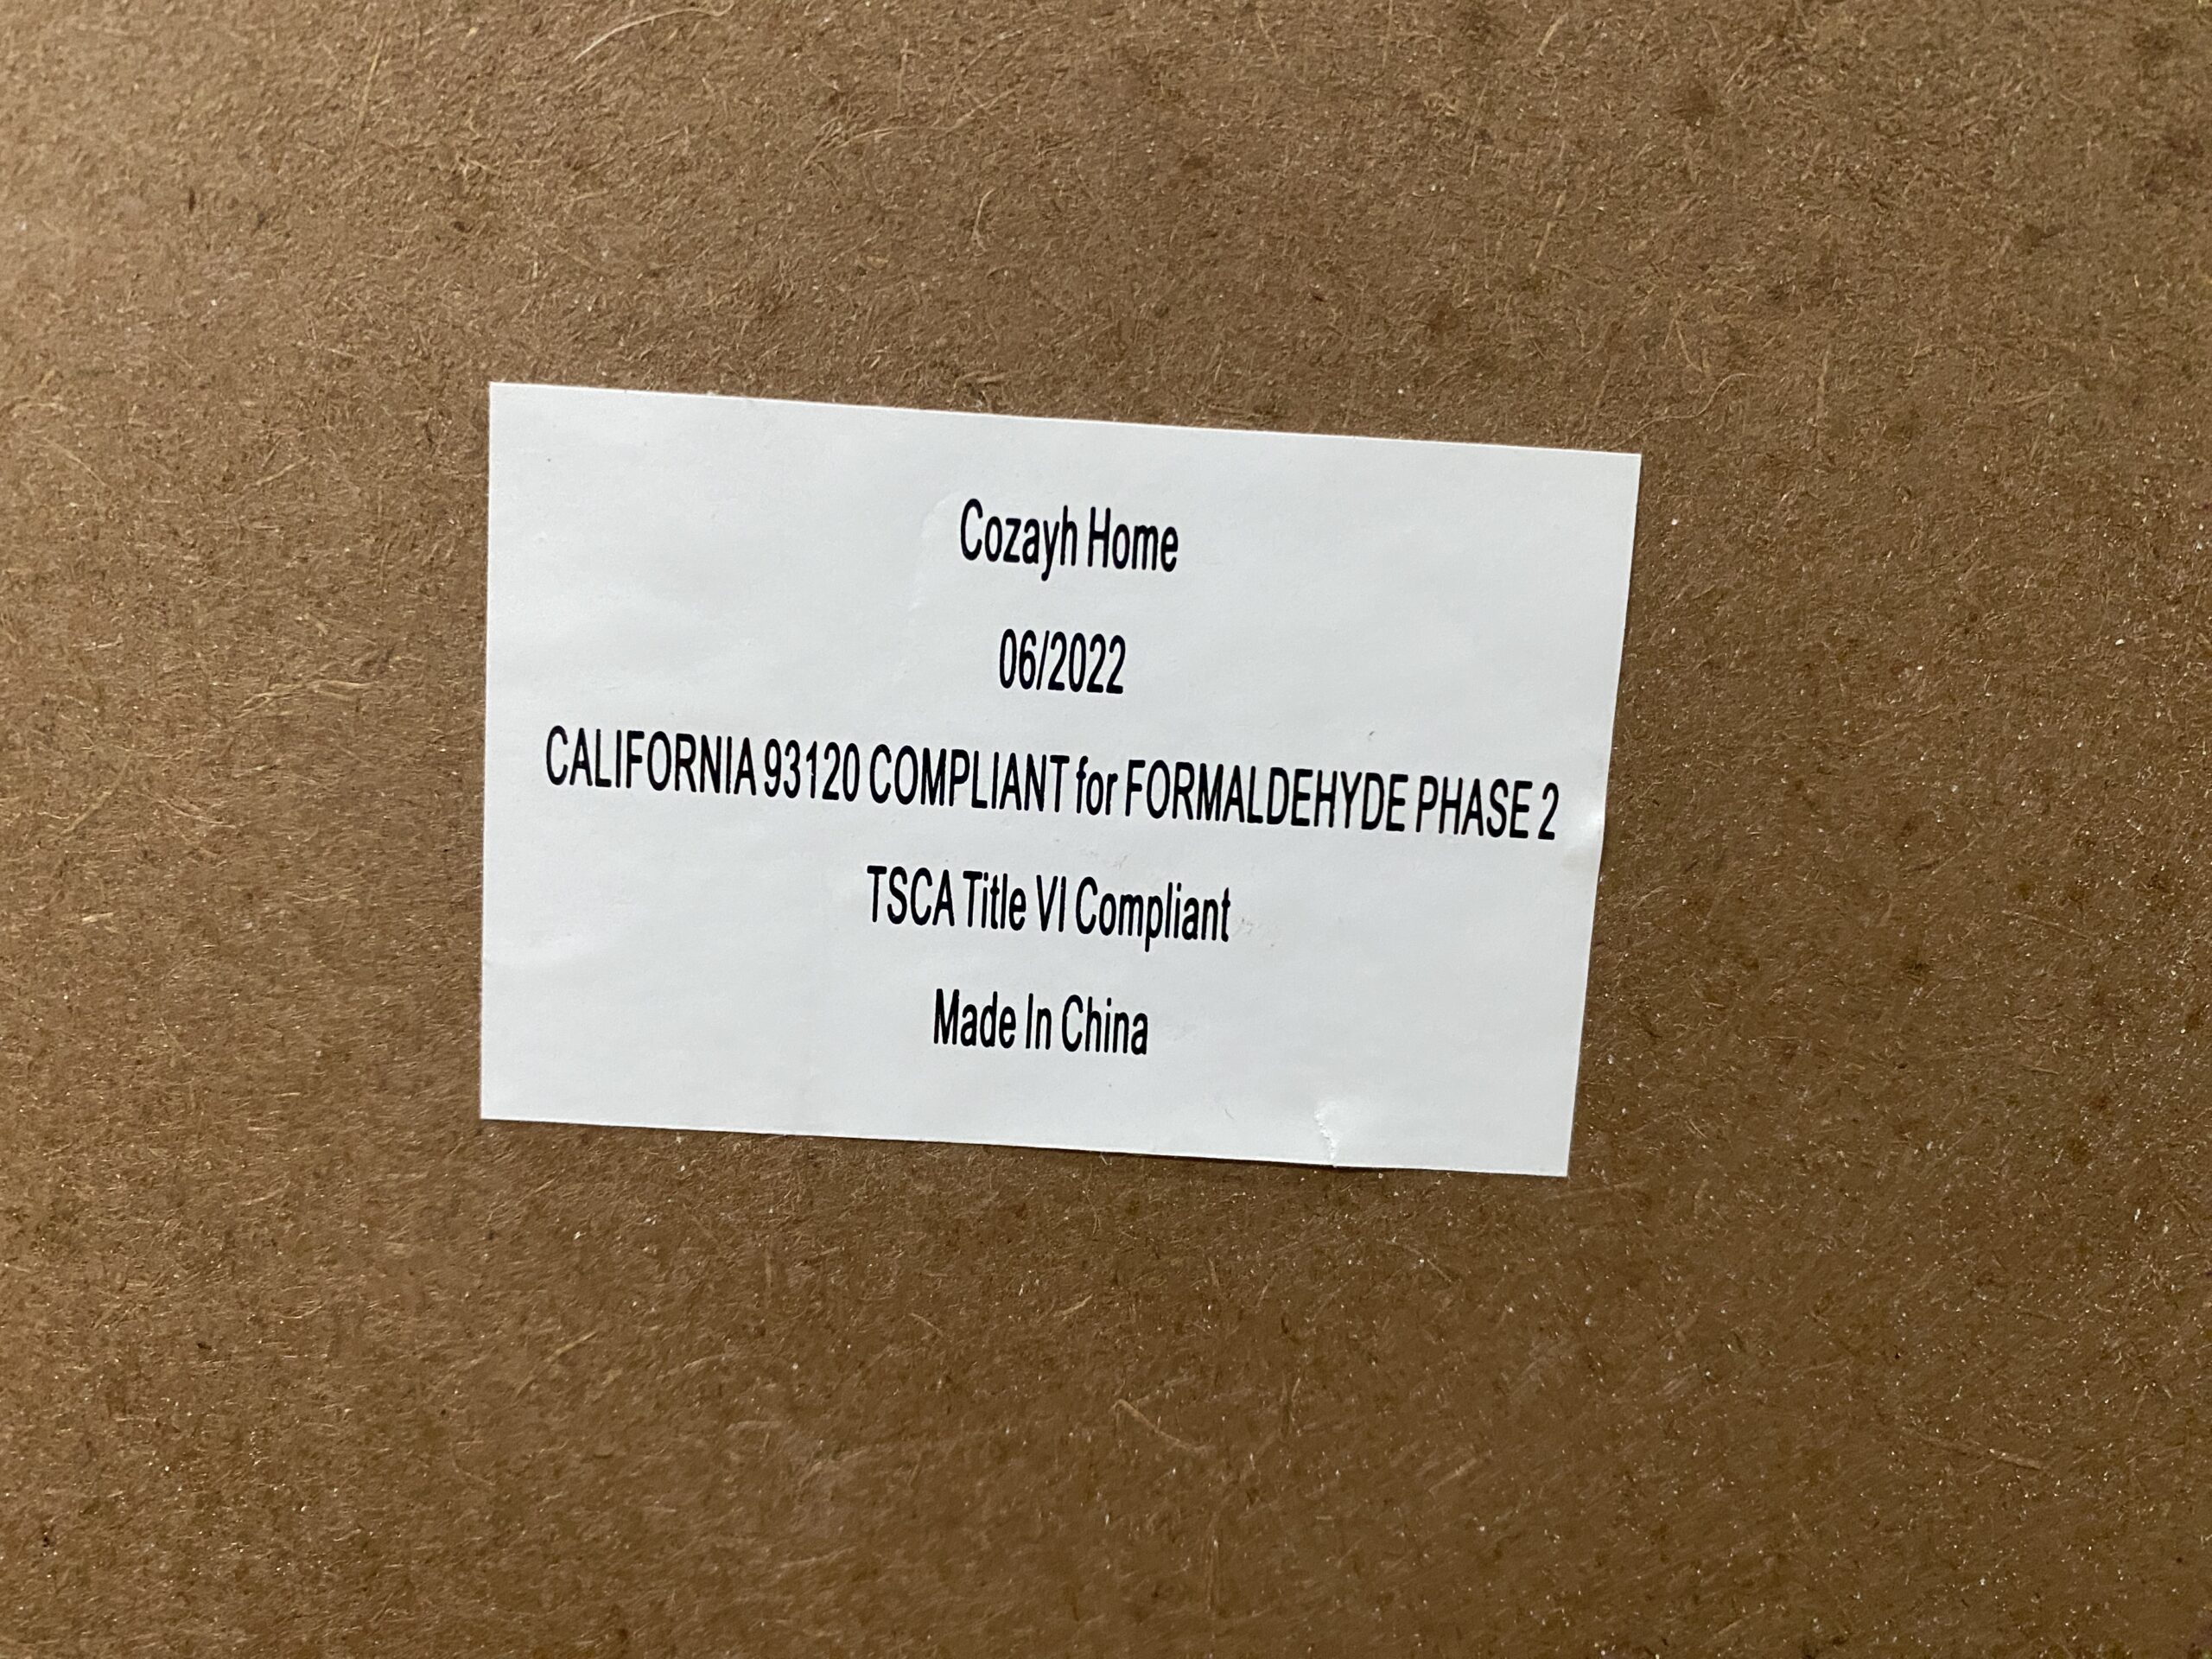 Cozayh Home
06/2022
CALIFORNIA 93120 COMPLIANT for FORMALDEHYDE PHASE 2
TSCA Title VI Compliant
Made In China